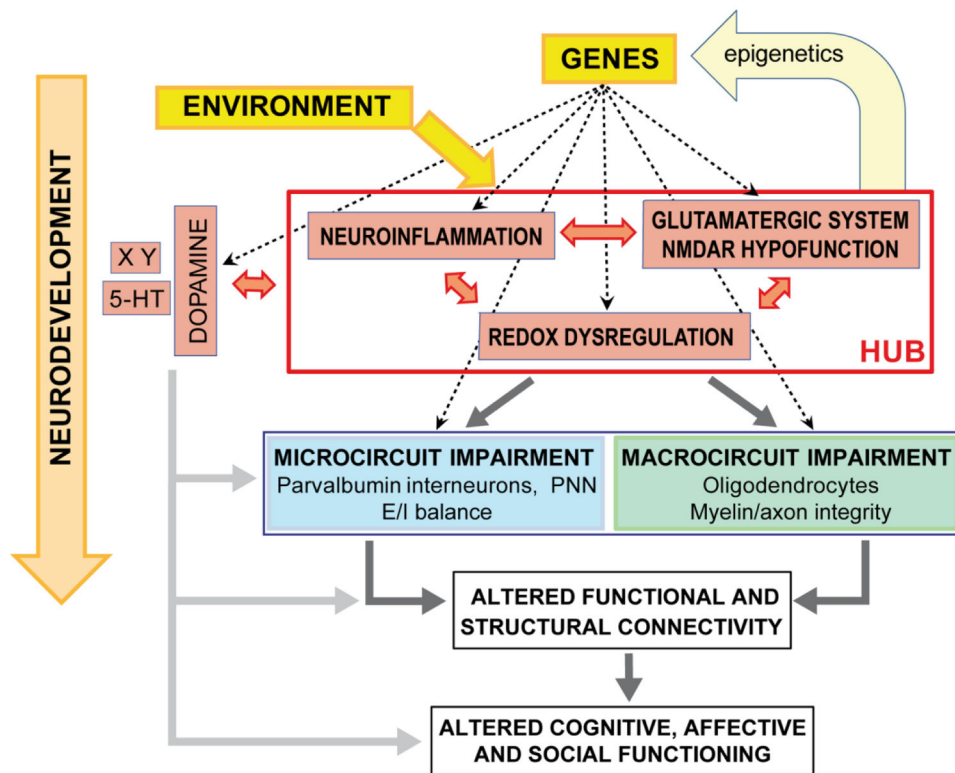 GENES
epigenetics
ENVIRONMENT
NEURODEVELOPMENT
NEUROINFLAMMATION
GLUTAMATERGIC SYSTEM
NMDAR HYPOFUNCTION
X Y
5-HT
DOPAMINE
REDOX DYSREGULATION
HUB
MICROCIRCUIT IMPAIRMENT
Parvalbumin interneurons, PNN
E/I balance
MACROCIRCUIT IMPAIRMENT
Oligodendrocytes
Myelin/axon integrity
ALTERED FUNCTIONAL AND
STRUCTURAL CONNECTIVITY
ALTERED COGNITIVE, AFFECTIVE
AND SOCIAL FUNCTIONING